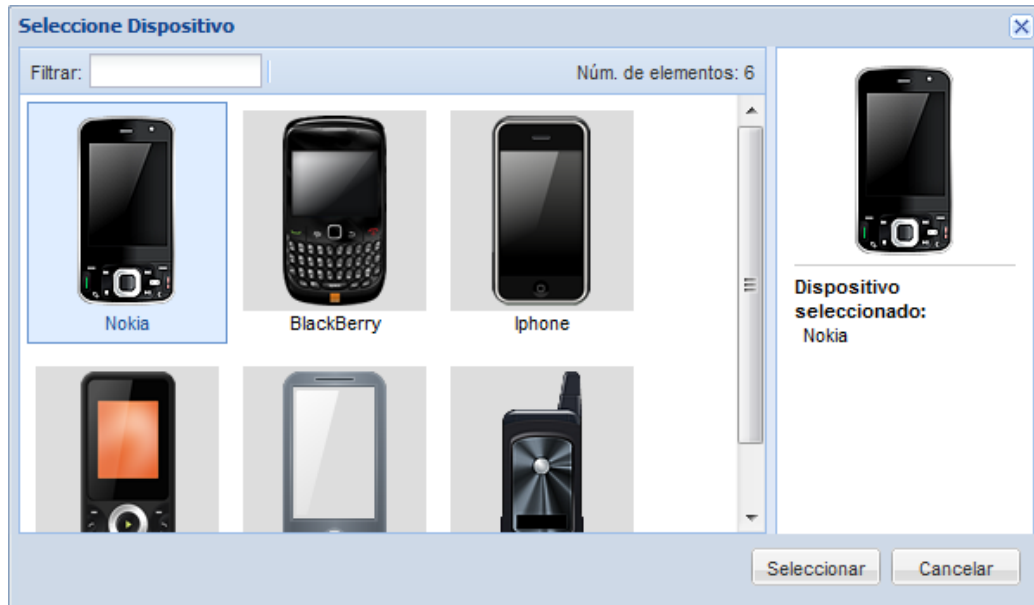 Seleccione Dispositivo
Filtrar:
Núm. de elementos: 6
Nokia
BlackBerry
Iphone
Dispositivo
seleccionado:
Nokia
Seleccionar
Cancelar